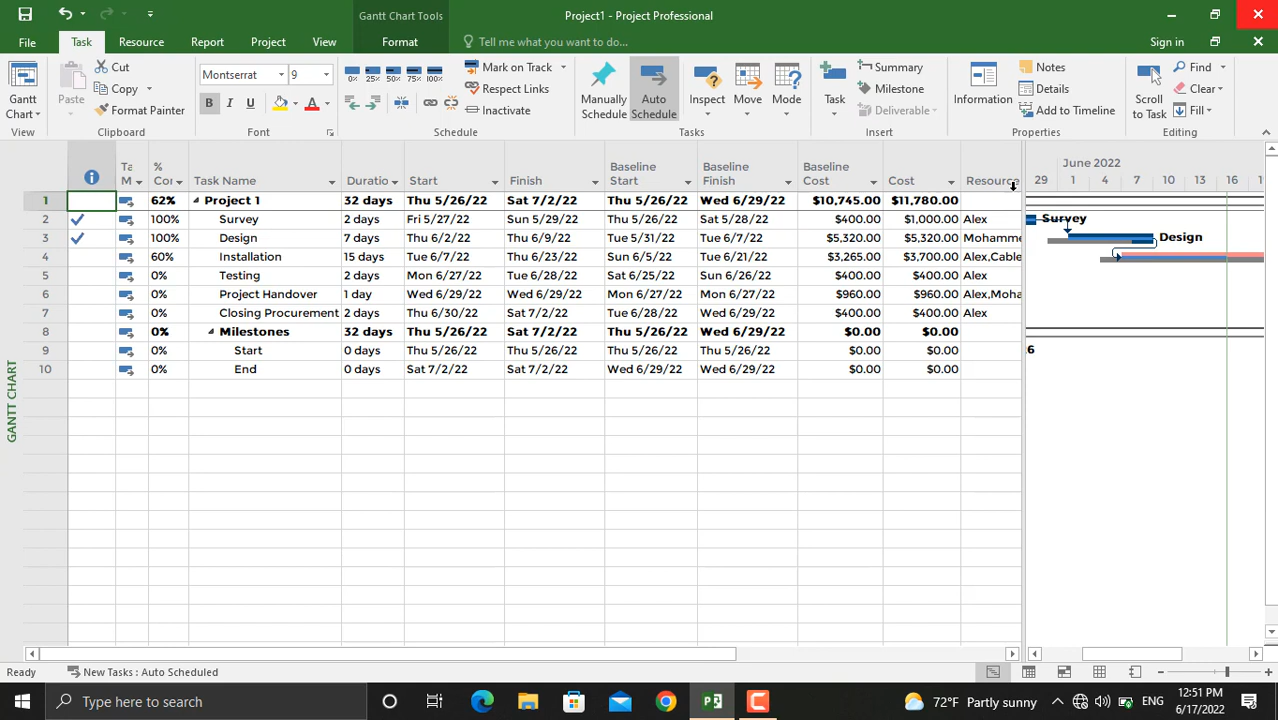 Gantt Chart Tools
Project1 - Project Professional
File Task Resource Report Project View Format Tell me what you want to do... Sign in
Gantt Chart
View
Paste
Cut
Copy
Format Painter
Clipboard
Montserrat 9
B I U A
Font
0% 25% 50% 75% 100%
Mark on Track
Respect Links
Inactivate
Schedule
Manually Schedule
Auto Schedule
Inspect Move Mode
Tasks
Task
Summary
Milestone
Deliverable
Insert
Information
Notes
Details
Add to Timeline
Properties
Scroll to Task
Find
Clear
Fill
Editing
GANTT CHART
Ta M % Cor Task Name Duratio Start Finish Baseline Start Baseline Finish Baseline Cost Cost Resource
1 62% Project 1 32 days Thu 5/26/22 Sat 7/2/22 Thu 5/26/22 Wed 6/29/22 $10,745.00 $11,780.00
2 100% Survey 2 days Fri 5/27/22 Sun 5/29/22 Thu 5/26/22 Sat 5/28/22 $400.00 $1,000.00 Alex
3 100% Design 7 days Thu 6/2/22 Thu 6/9/22 Tue 5/31/22 Tue 6/7/22 $5,320.00 $5,320.00 Mohamme
4 60% Installation 15 days Tue 6/7/22 Thu 6/23/22 Sun 6/5/22 Tue 6/21/22 $3,265.00 $3,700.00 Alex,Cable
5 0% Testing 2 days Mon 6/27/22 Tue 6/28/22 Sat 6/25/22 Sun 6/26/22 $400.00 $400.00 Alex
6 0% Project Handover 1 day Wed 6/29/22 Wed 6/29/22 Mon 6/27/22 Mon 6/27/22 $960.00 $960.00 Alex,Moha
7 0% Closing Procurement 2 days Thu 6/30/22 Sat 7/2/22 Tue 6/28/22 Wed 6/29/22 $400.00 $400.00 Alex
8 0% Milestones 32 days Thu 5/26/22 Sat 7/2/22 Thu 5/26/22 Wed 6/29/22 $0.00 $0.00
9 0% Start 0 days Thu 5/26/22 Thu 5/26/22 Thu 5/26/22 Thu 5/26/22 $0.00 $0.00
10 0% End 0 days Sat 7/2/22 Sat 7/2/22 Wed 6/29/22 Wed 6/29/22 $0.00 $0.00
June 2022
29 1 4 7 10 13 16 19
Survey
Design
6
Ready New Tasks : Auto Scheduled
Type here to search
72°F Partly sunny ENG 12:51 PM
6/17/2022